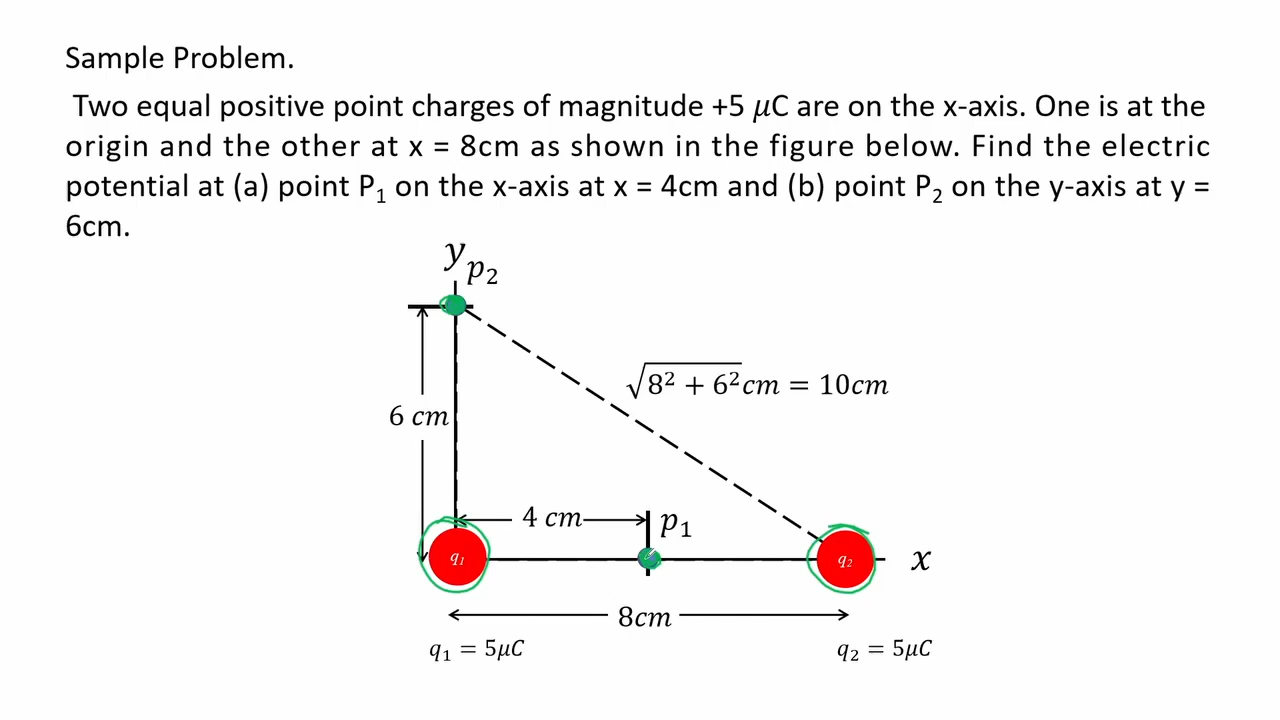 Sample Problem.
Two equal positive point charges of magnitude +5 𝜇C are on the x-axis. One is at the
origin and the other at x = 8cm as shown in the figure below. Find the electric
potential at (a) point P₁ on the x-axis at x = 4cm and (b) point P₂ on the y-axis at y =
6cm.
y
p₂
√8² + 6² cm = 10cm
6 cm
4 cm
p₁
q₁
q₂
x
8cm
q₁ = 5μC
q₂ = 5μC